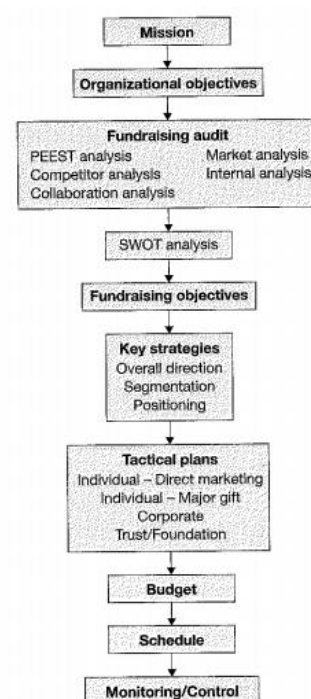 Mission
Organizational objectives
Fundraising audit
PEEST analysis Market analysis
Competitor analysis Internal analysis
Collaboration analysis
SWOT analysis
Fundraising objectives
Key strategies
Overall direction
Segmentation
Positioning
Tactical plans
Individual – Direct marketing
Individual – Major gift
Corporate
Trust/Foundation
Budget
Schedule
Monitoring/Control